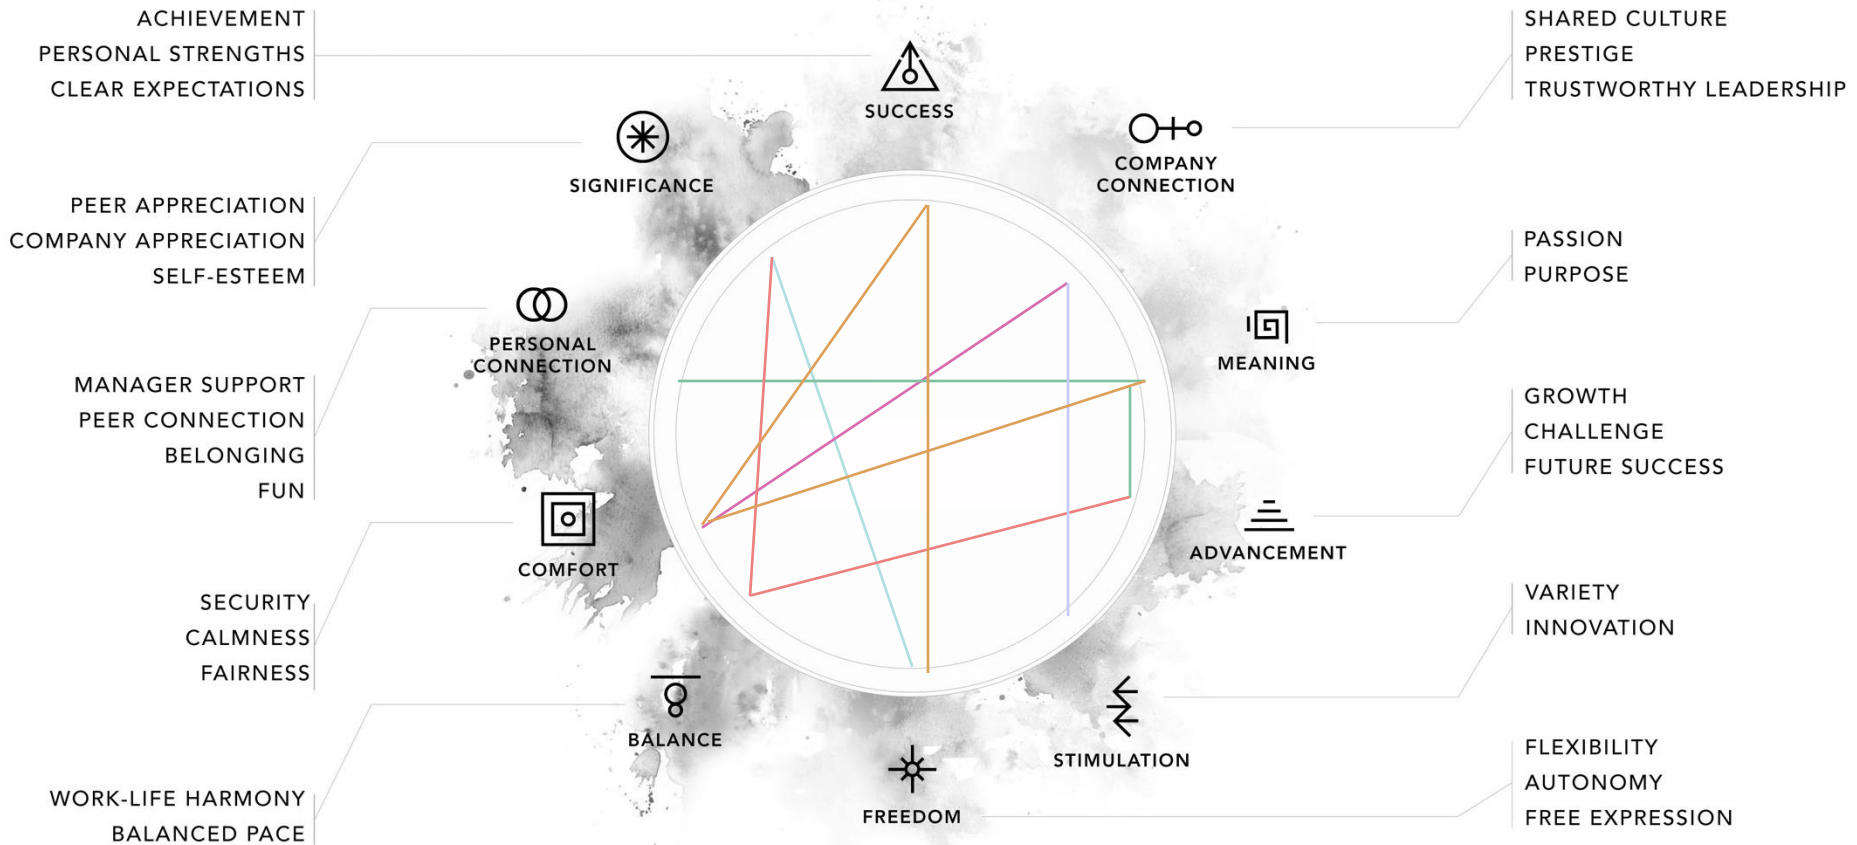 ACHIEVEMENT
PERSONAL STRENGTHS
CLEAR EXPECTATIONS
SUCCESS
SHARED CULTURE
PRESTIGE
TRUSTWORTHY LEADERSHIP
COMPANY
CONNECTION
SIGNIFICANCE
PEER APPRECIATION
COMPANY APPRECIATION
SELF-ESTEEM
PASSION
PURPOSE
MEANING
PERSONAL
CONNECTION
MANAGER SUPPORT
PEER CONNECTION
BELONGING
FUN
GROWTH
CHALLENGE
FUTURE SUCCESS
ADVANCEMENT
COMFORT
SECURITY
CALMNESS
FAIRNESS
VARIETY
INNOVATION
STIMULATION
BALANCE
WORK-LIFE HARMONY
BALANCED PACE
FREEDOM
FLEXIBILITY
AUTONOMY
FREE EXPRESSION